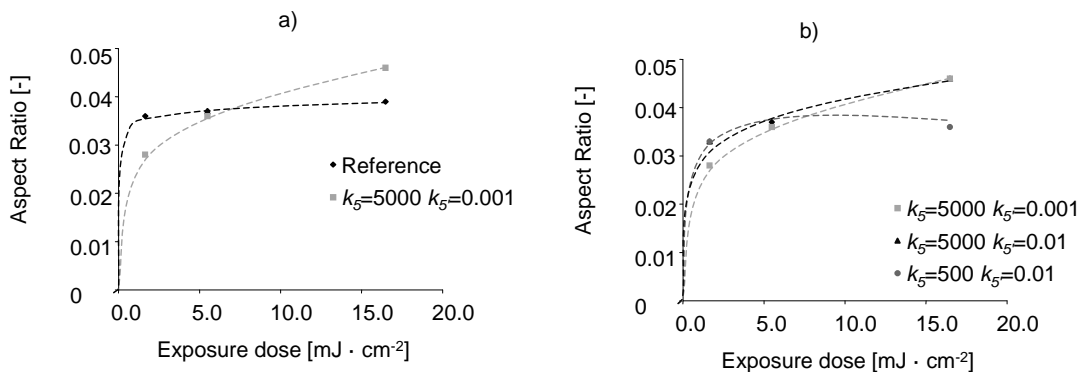 a)
0.05
0.04
0.03
0.02
0.01
0
0.0
5.0
10.0
15.0
20.0
Aspect Ratio [-]
Exposure dose [mJ · cm-2]
Reference
k5=5000 k5=0.001
b)
0.05
0.04
0.03
0.02
0.01
0
0.0
5.0
10.0
15.0
20.0
Aspect Ratio [-]
Exposure dose [mJ · cm-2]
k5=5000 k5=0.001
k5=5000 k5=0.01
k5=500 k5=0.01